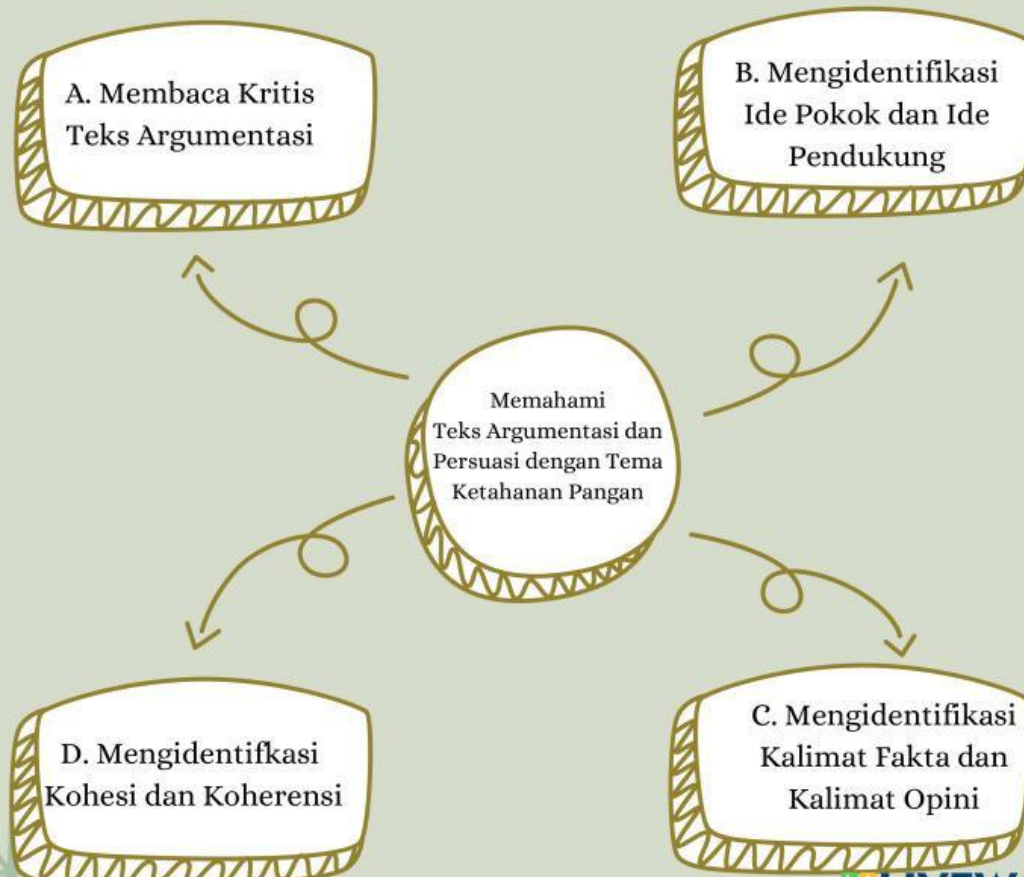 A. Membaca Kritis
Teks Argumentasi
B. Mengidentifikasi
Ide Pokok dan Ide
Pendukung
Memahami
Teks Argumentasi dan
Persuasi dengan Tema
Ketahanan Pangan
C. Mengidentifikasi
Kalimat Fakta dan
Kalimat Opini
D. Mengidentifkasi
Kohesi dan Koherensi